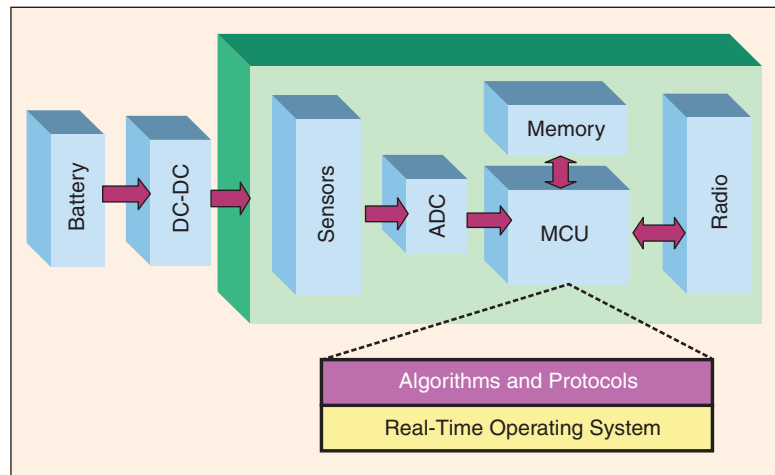 Battery
DC-DC
Sensors
ADC
Memory
MCU
Radio
Algorithms and Protocols
Real-Time Operating System